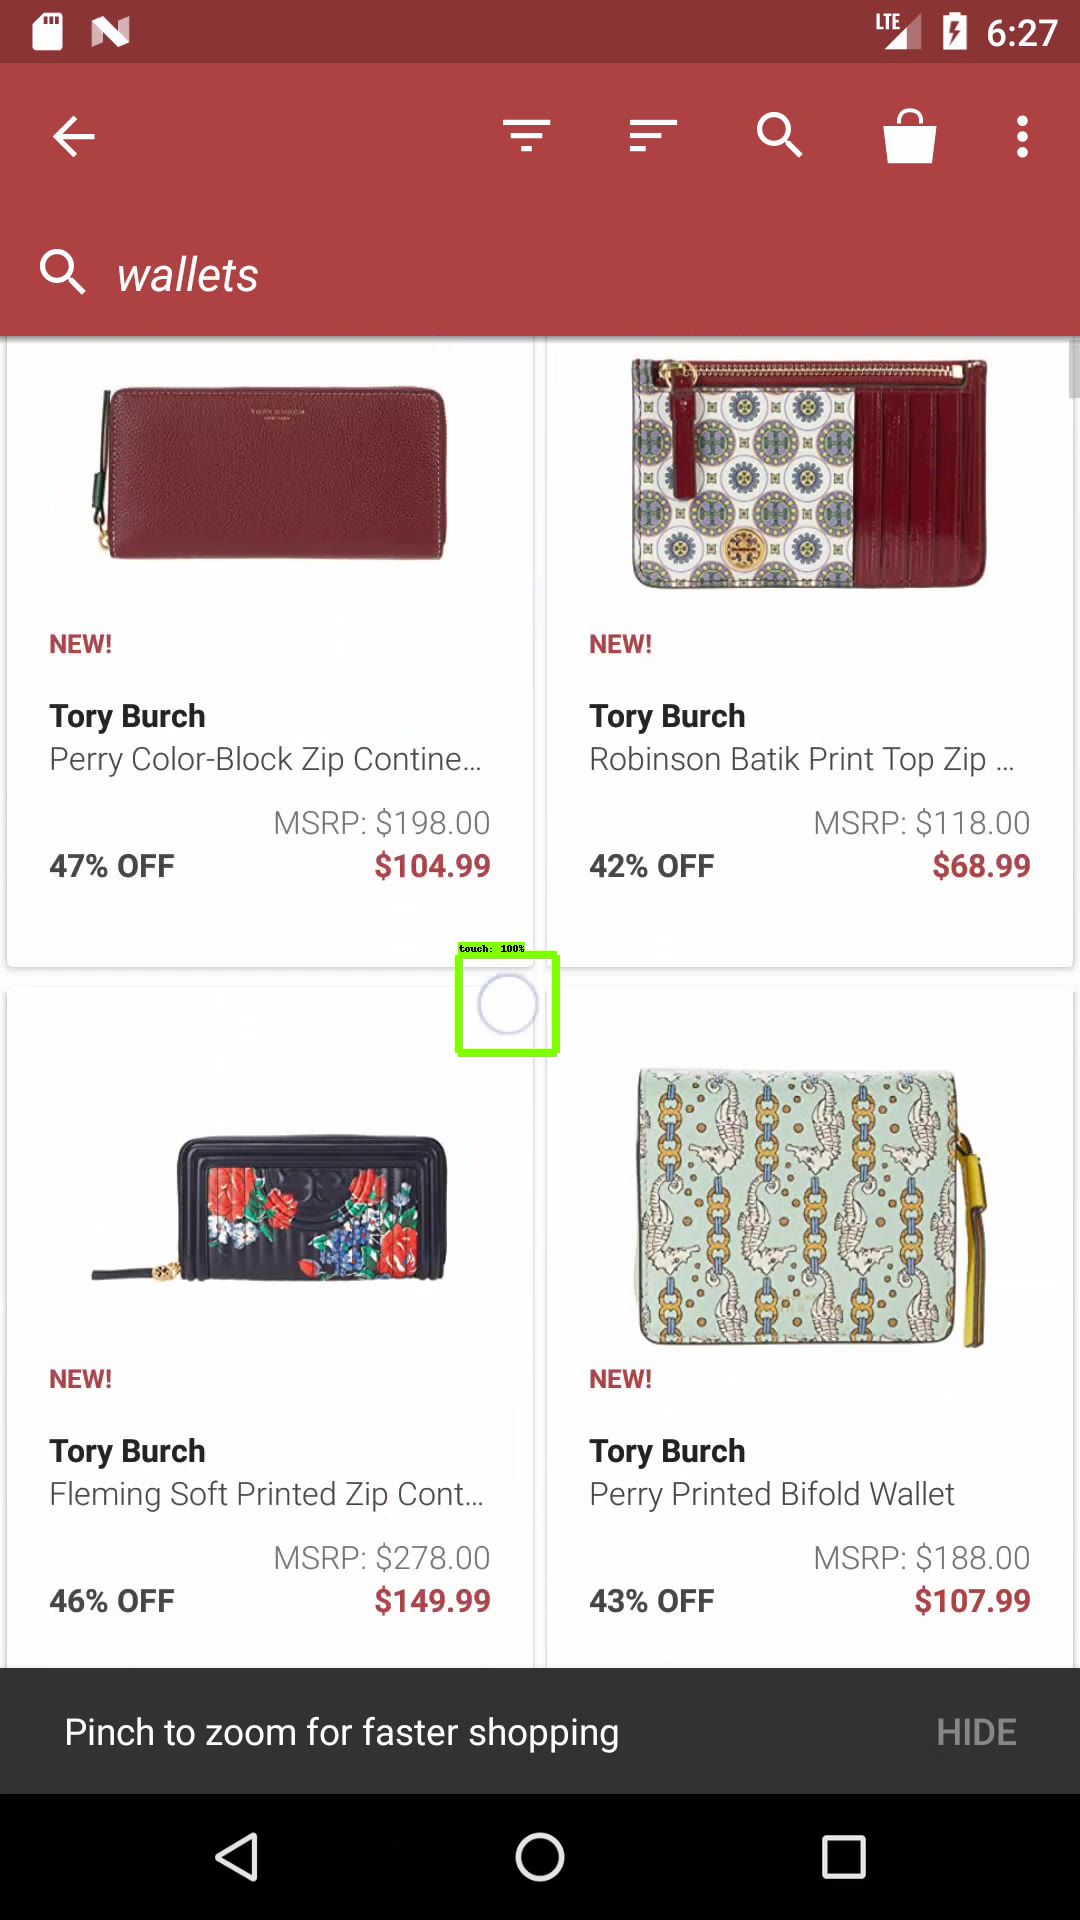 LTE
6:27
wallets
TORY BURCH
NEW!
NEW!
Tory Burch
Perry Color-Block Zip Contine...
Tory Burch
Robinson Batik Print Top Zip ...
MSRP: $198.00
47% OFF
$104.99
MSRP: $118.00
42% OFF
$68.99
touch: 100%
NEW!
NEW!
Tory Burch
Fleming Soft Printed Zip Cont...
Tory Burch
Perry Printed Bifold Wallet
MSRP: $278.00
46% OFF
$149.99
MSRP: $188.00
43% OFF
$107.99
Pinch to zoom for faster shopping
HIDE